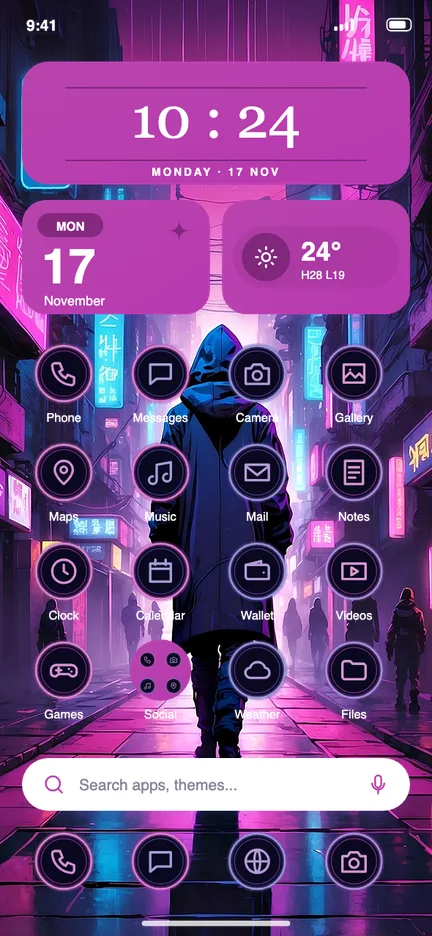 9:41
10 : 24
MONDAY · 17 NOV
MON
17
November
24°
H28 L19
Phone Messages Camera Gallery
Maps Music Mail Notes
Clock Calendar Wallet Videos
Games Social Weather Files
Search apps, themes...